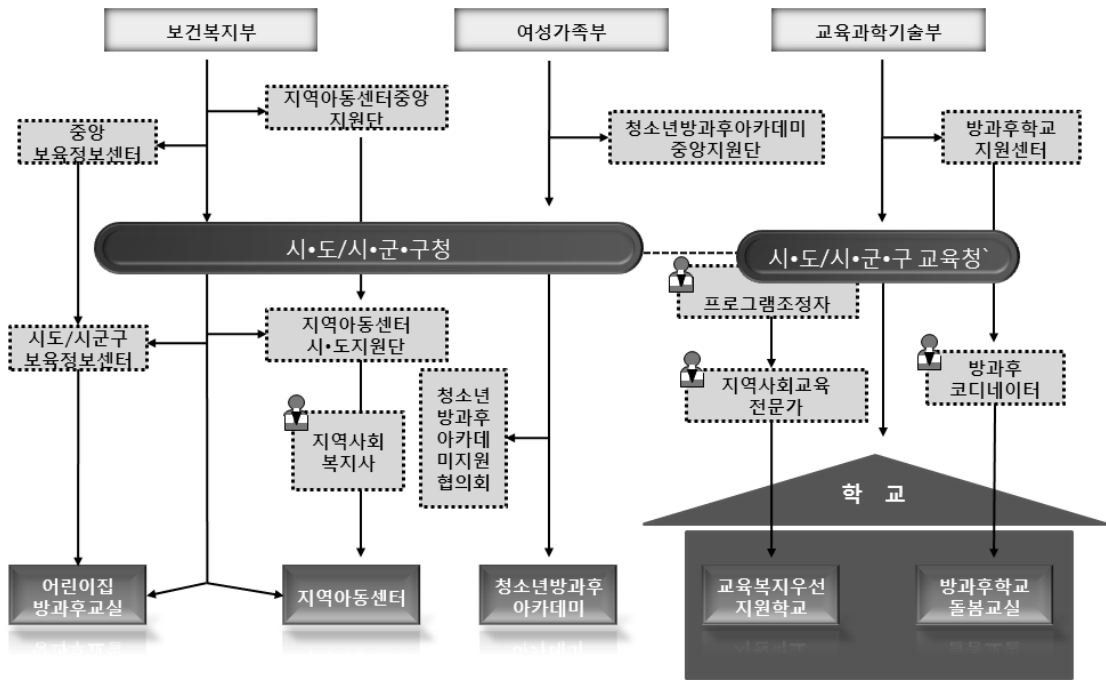 보건복지부
여성가족부
교육과학기술부
지역아동센터중앙
지원단
중앙
보육정보센터
청소년방과후아카데미
중앙지원단
방과후학교
지원센터
시•도/시•군•구청
시•도/시•군•구 교육청`
프로그램조정자
시도/시군구
보육정보센터
지역아동센터
시•도지원단
청소년
방과후
아카데
미지원
협의회
지역사회교육
전문가
방과후
코디네이터
지역사회
복지사
학 교
어린이집
방과후교실
지역아동센터
청소년방과후
아카데미
교육복지우선
지원학교
방과후학교
돌봄교실